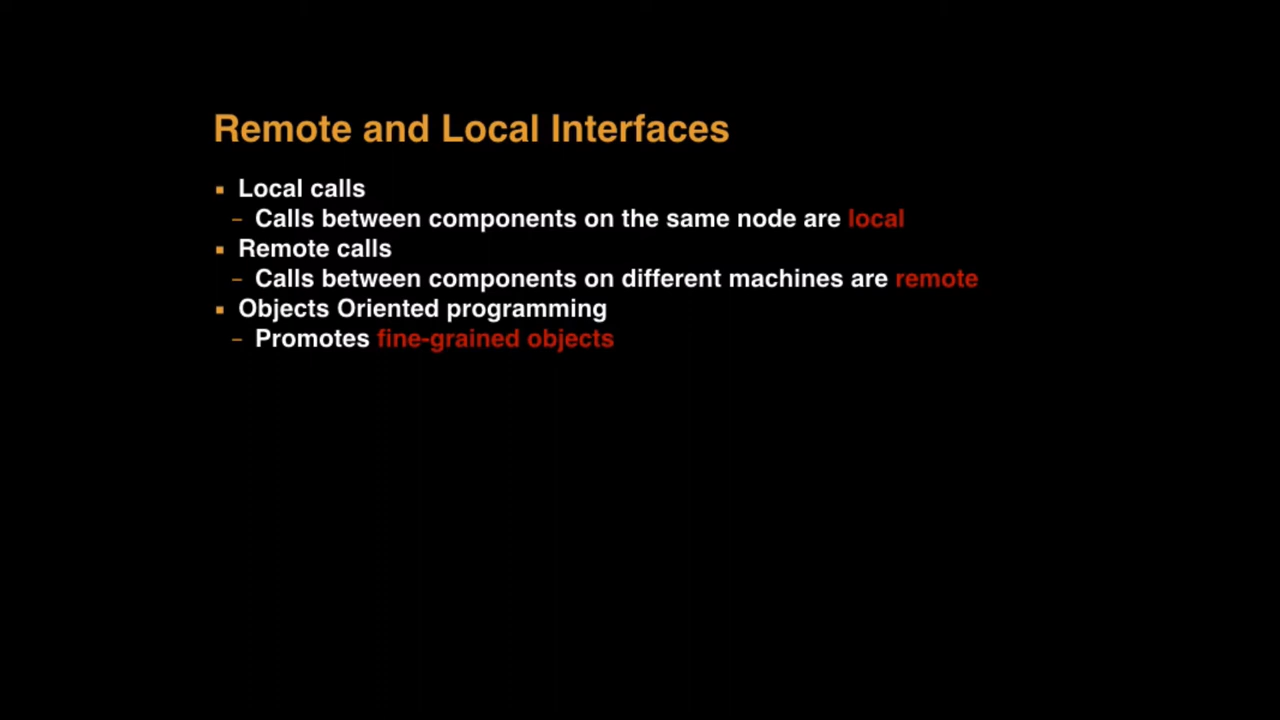 Remote and Local Interfaces
▪ Local calls
– Calls between components on the same node are local
▪ Remote calls
– Calls between components on different machines are remote
▪ Objects Oriented programming
– Promotes fine-grained objects